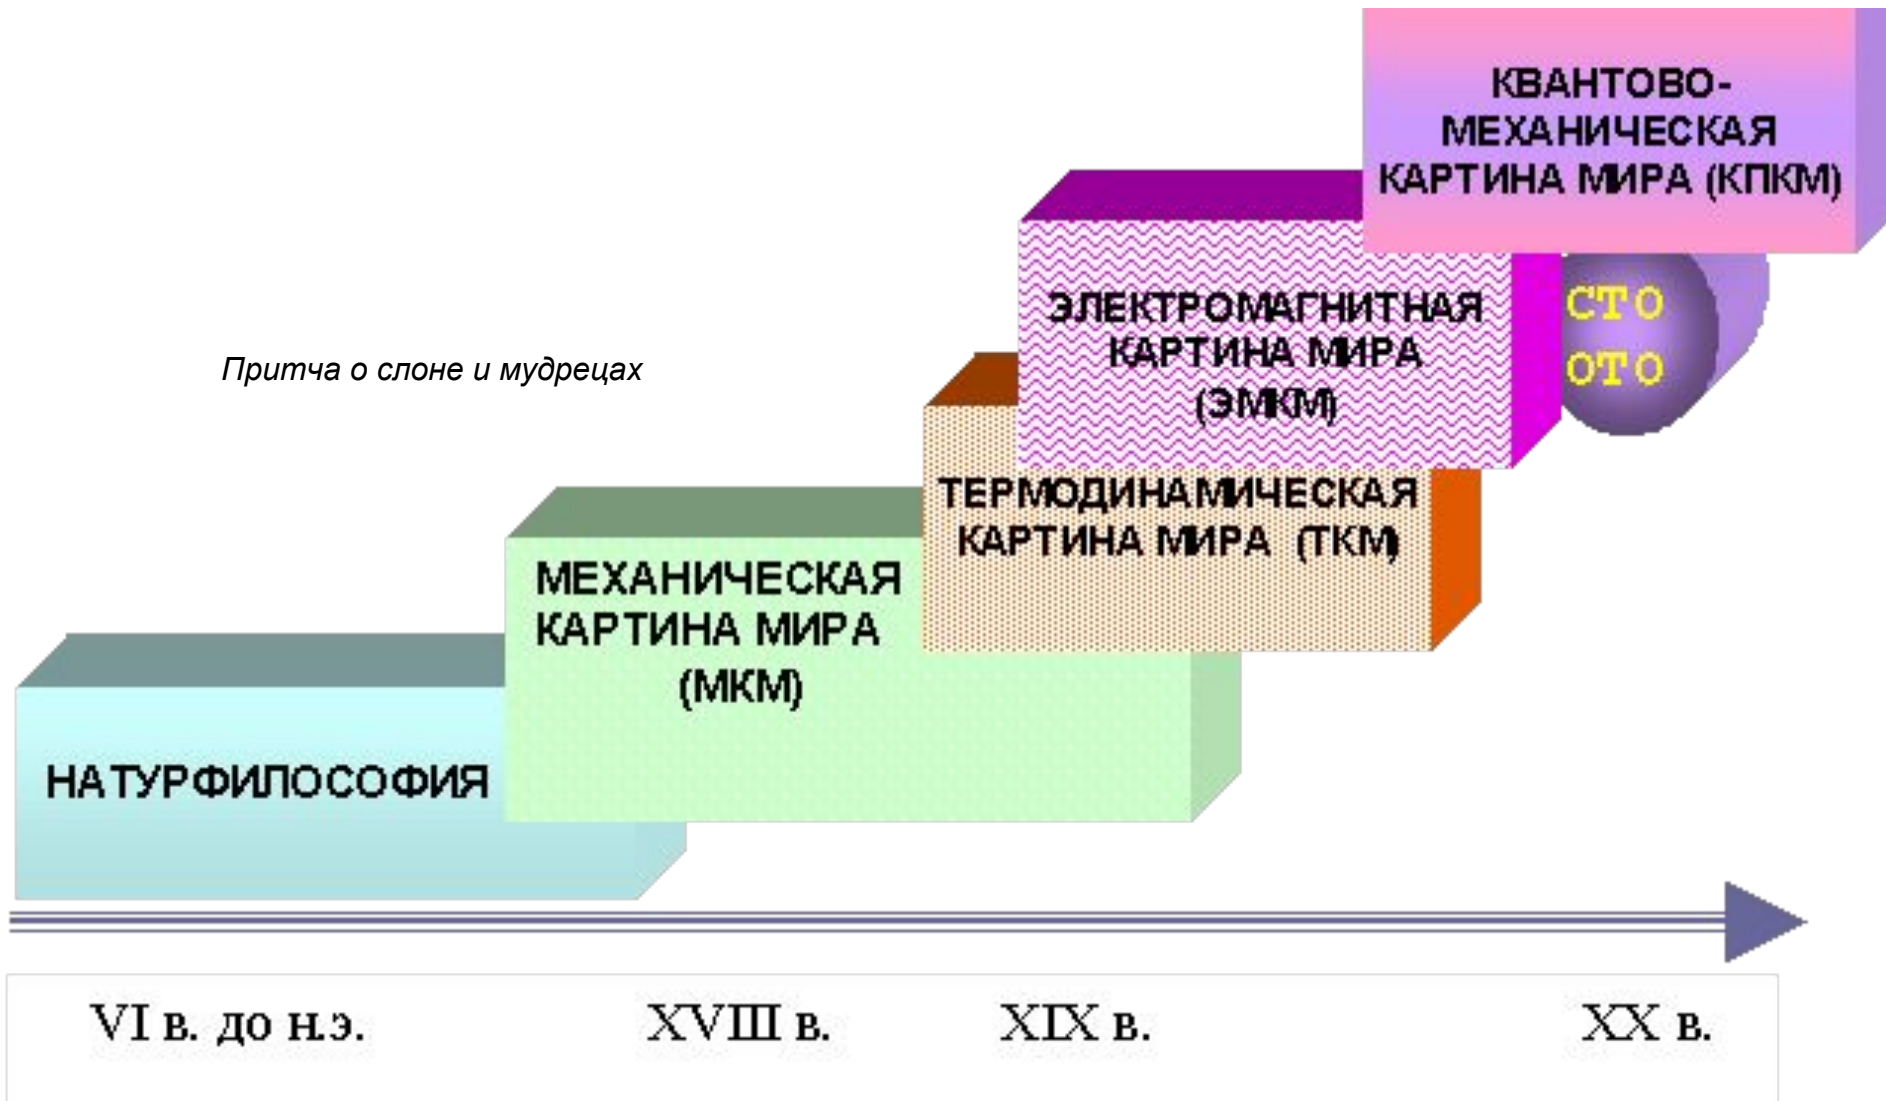 КВАНТОВО-
МЕХАНИЧЕСКАЯ
КАРТИНА МИРА (КПКМ)
СТО
ОТО
ЭЛЕКТРОМАГНИТНАЯ
КАРТИНА МИРА
(ЭМКМ)
Притча о слоне и мудрецах
ТЕРМОДИНАМИЧЕСКАЯ
КАРТИНА МИРА (ТКМ)
МЕХАНИЧЕСКАЯ
КАРТИНА МИРА
(МКМ)
НАТУРФИЛОСОФИЯ
VI в. до н.э.
XVIII в.
XIX в.
XX в.